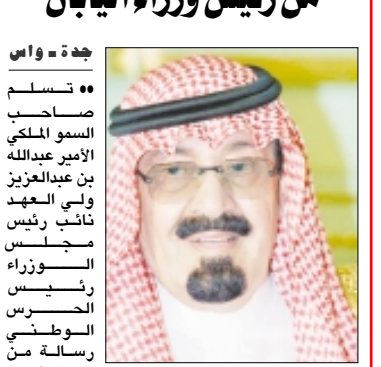 من رئيس وزراء اليابان
جدة - واس
•• تسلم
صاحب
السمو الملكي
الأمير عبدالله
بن عبدالعزيز
ولي العهد
نائب رئيس
مجلس
الوزراء
رئيس
الحرس
الوطني
رسالة من